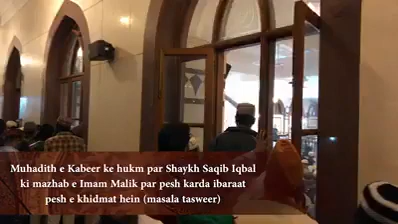 Muhadith e Kabeer ke hukm par Shaykh Saqib Iqbal
ki mazhab e Imam Malik par pesh karda ibaraat
pesh e khidmat hein (masala tasweer)